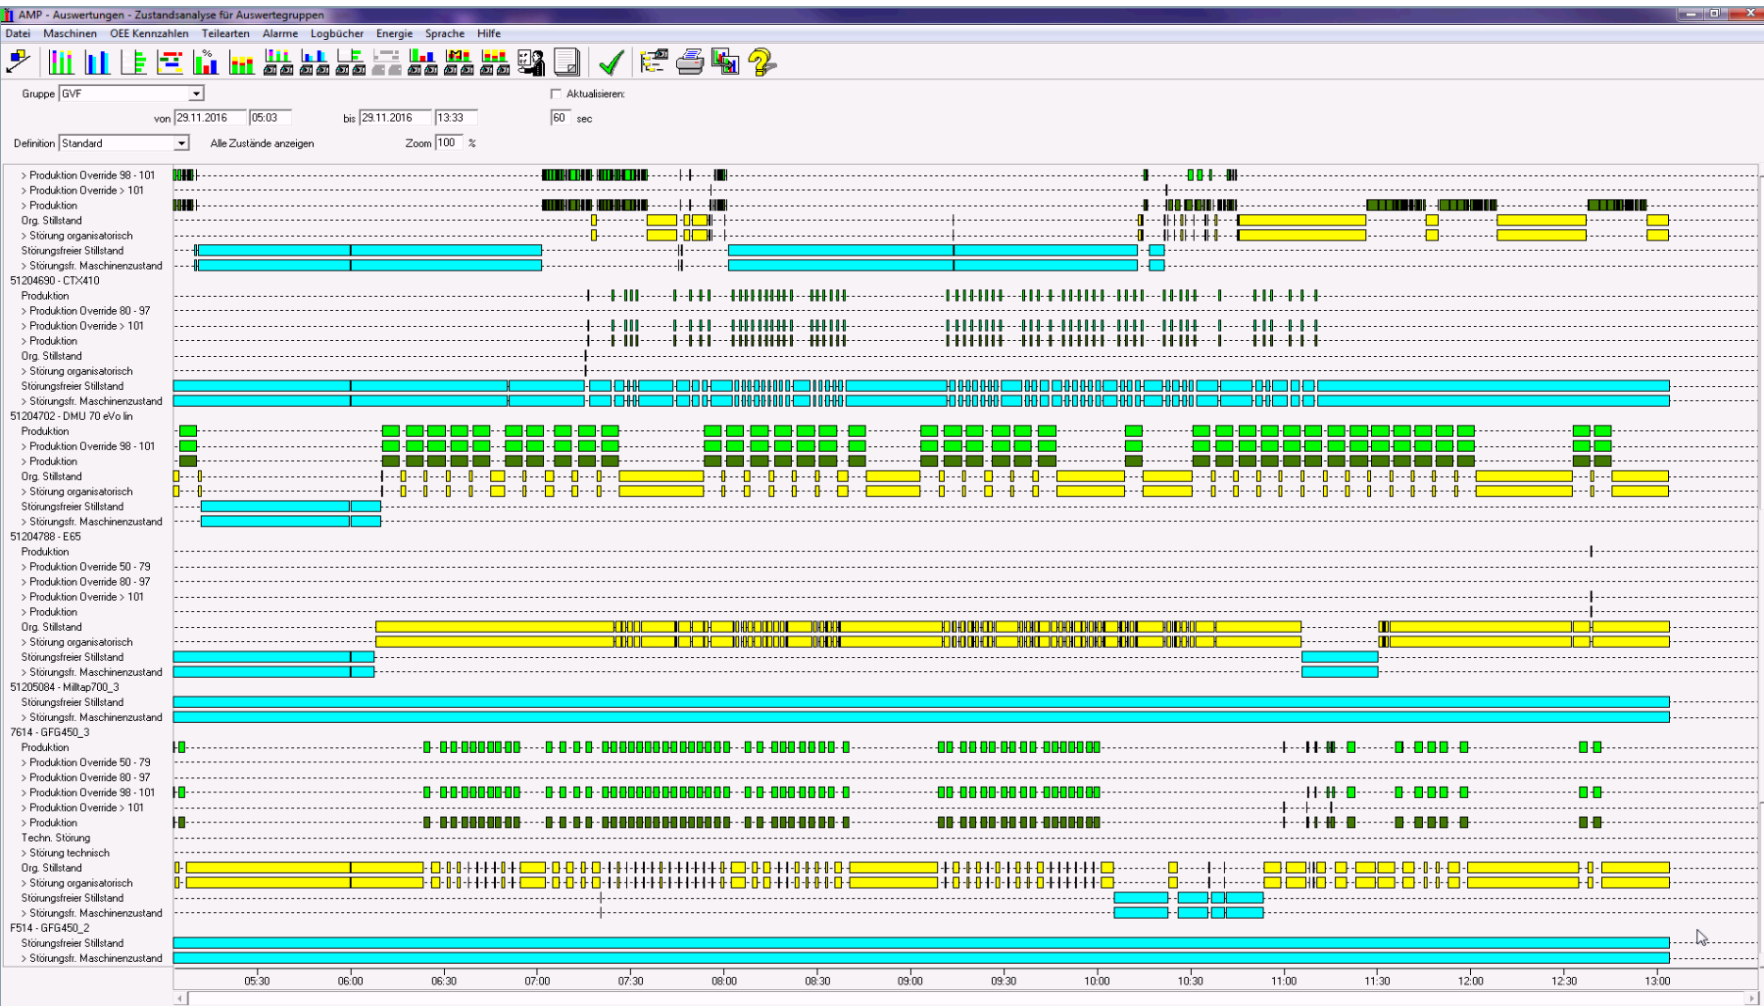 AMP - Auswertungen - Zustandsanalyse für Auswertegruppen
Datei Maschinen OEE Kennzahlen Teilearten Alarme Logbücher Energie Sprache Hilfe
Gruppe GVF Aktualisieren:
von 29.11.2016 05:03 bis 29.11.2016 13:33 60 sec
Definition Standard Alle Zustände anzeigen Zoom 100 %
> Produktion Override 98 - 101
> Produktion Override > 101
> Produktion
Org. Stillstand
> Störung organisatorisch
Störungsfreier Stillstand
> Störungsfr. Maschinenzustand
51204690 - CTX410
Produktion
> Produktion Override 80 - 97
> Produktion Override > 101
> Produktion
Org. Stillstand
> Störung organisatorisch
Störungsfreier Stillstand
> Störungsfr. Maschinenzustand
51204702 - DMU 70 eVo lin
Produktion
> Produktion Override 98 - 101
> Produktion
Org. Stillstand
> Störung organisatorisch
Störungsfreier Stillstand
> Störungsfr. Maschinenzustand
51204788 - E65
Produktion
> Produktion Override 50 - 79
> Produktion Override 80 - 97
> Produktion Override > 101
> Produktion
Org. Stillstand
> Störung organisatorisch
Störungsfreier Stillstand
> Störungsfr. Maschinenzustand
51205084 - Milltap700_3
Störungsfreier Stillstand
> Störungsfr. Maschinenzustand
7614 - GFG450_3
Produktion
> Produktion Override 50 - 79
> Produktion Override 80 - 97
> Produktion Override 98 - 101
> Produktion Override > 101
> Produktion
Techn. Störung
> Störung technisch
Org. Stillstand
> Störung organisatorisch
Störungsfreier Stillstand
> Störungsfr. Maschinenzustand
F514 - GFG450_2
Störungsfreier Stillstand
> Störungsfr. Maschinenzustand
05:30 06:00 06:30 07:00 07:30 08:00 08:30 09:00 09:30 10:00 10:30 11:00 11:30 12:00 12:30 13:00